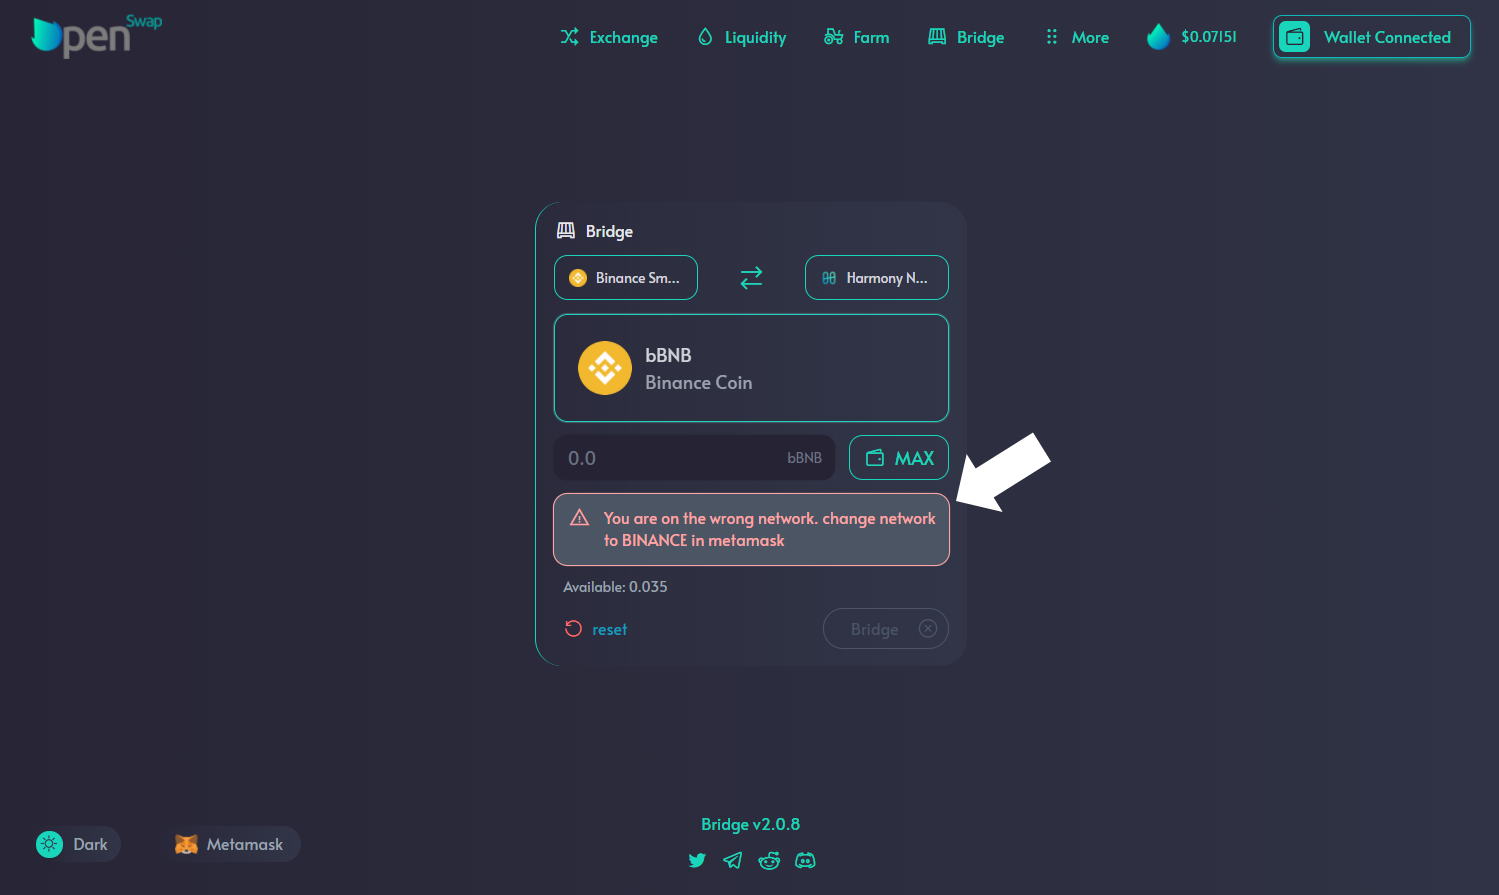 Open Swap
Exchange
Liquidity
Farm
Bridge
More
$0.07151
Wallet Connected
Bridge
Binance Sm...
Harmony N...
bBNB
Binance Coin
0.0
bBNB
MAX
You are on the wrong network. change network
to BINANCE in metamask
Available: 0.035
reset
Bridge
Bridge v2.0.8
Dark
Metamask